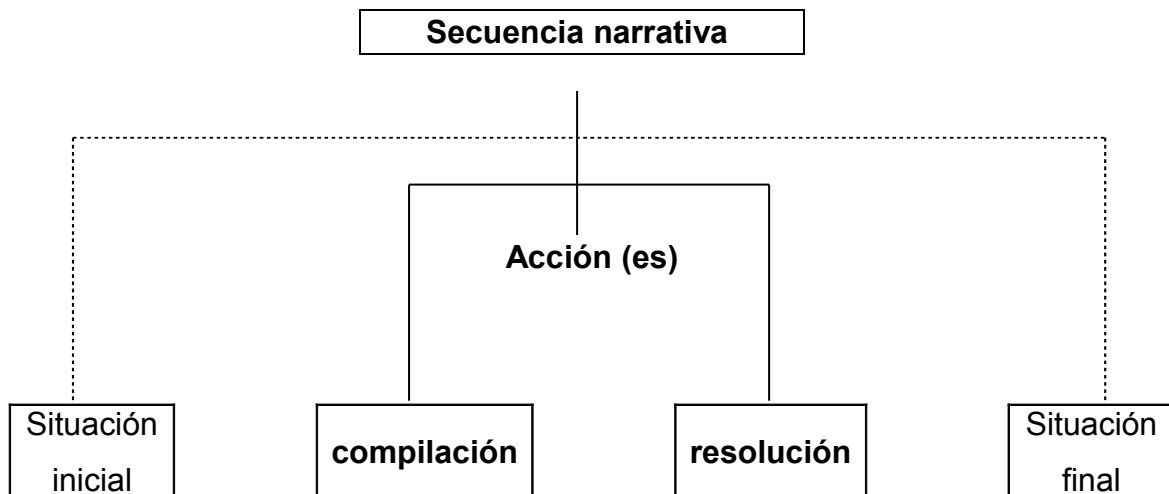 Secuencia narrativa
Acción (es)
Situación
inicial
compilación
resolución
Situación
final